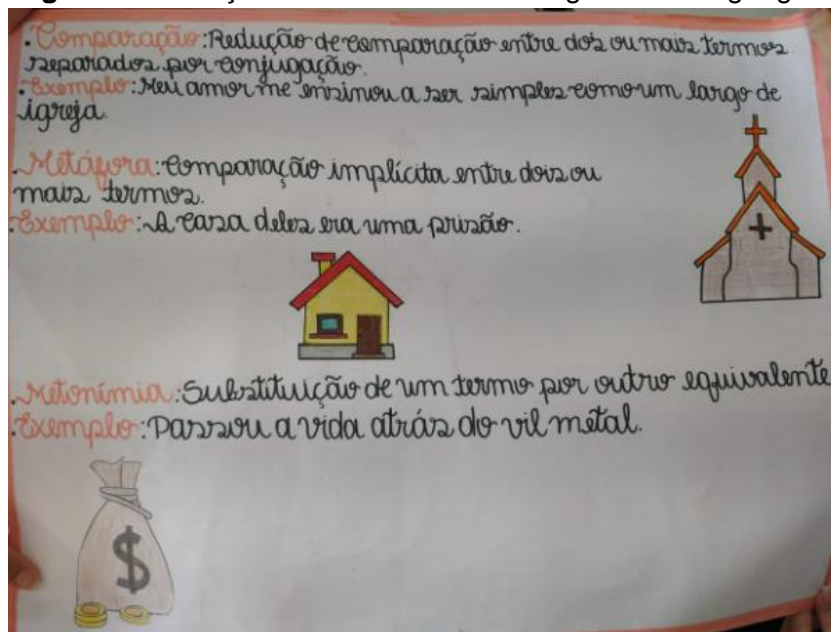 . Comparação: Redução de comparação entre dois ou mais termos
separados por conjugação.
. Exemplo: Meu amor me ensinou a ser simples como um largo de
igreja.
. Metáfora: Comparação implícita entre dois ou
mais termos.
. Exemplo: A casa deles era uma prisão.
. Metonímia: Substituição de um termo por outro equivalente
. Exemplo: Passou a vida atrás do vil metal.
$